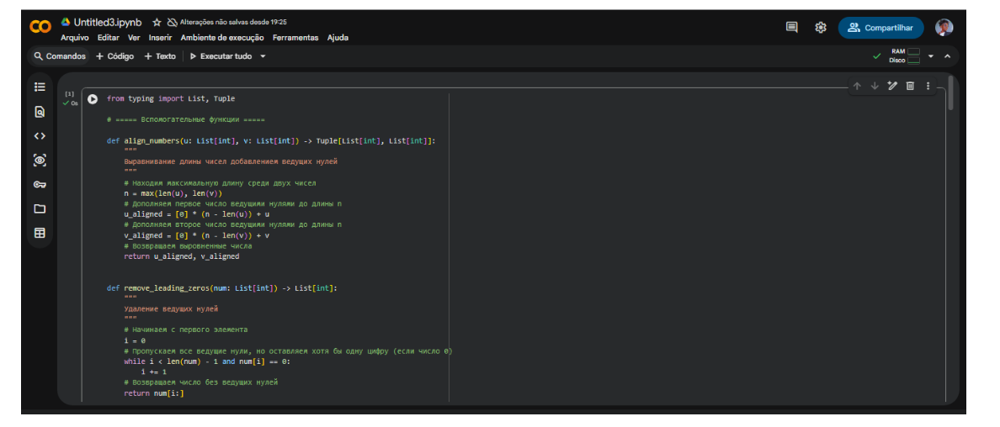 Untitled3.ipynb Alterações não salvas desde 19:25
Compartilhar
Arquivo Editar Ver Inserir Ambiente de execução Ferramentas Ajuda
Comandos + Código + Texto Executar tudo
RAM
Disco
[1]
0s
from typing import List, Tuple
# ===== Вспомогательные функции =====
def align_numbers(u: List[int], v: List[int]) -> Tuple[List[int], List[int]]:
"""
Выравнивание длины чисел добавлением ведущих нулей
"""
# Находим максимальную длину среди двух чисел
n = max(len(u), len(v))
# Дополняем первое число ведущими нулями до длины n
u_aligned = [0] * (n - len(u)) + u
# Дополняем второе число ведущими нулями до длины n
v_aligned = [0] * (n - len(v)) + v
# Возвращаем выровненные числа
return u_aligned, v_aligned
def remove_leading_zeros(num: List[int]) -> List[int]:
"""
Удаление ведущих нулей
"""
# Начинаем с первого элемента
i = 0
# Пропускаем все ведущие нули, но оставляем хотя бы одну цифру (если число 0)
while i < len(num) - 1 and num[i] == 0:
i += 1
# Возвращаем число без ведущих нулей
return num[i:]